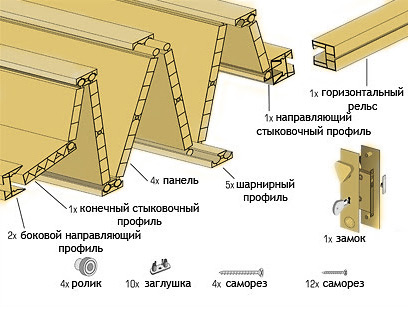 1x горизонтальный
рельс
1x направляющий
стыковочный профиль
4x панель
5x шарнирный
профиль
1x конечный стыковочный
профиль
2x боковой направляющий
профиль
1x замок
4x ролик
10x заглушка
4x саморез
12x саморез